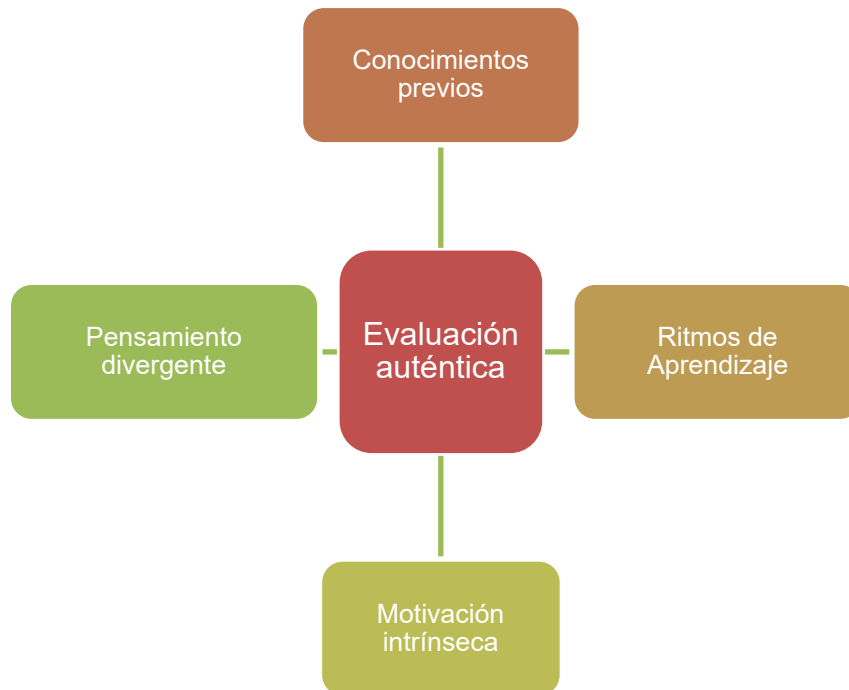 Conocimientos
previos
Pensamiento
divergente
Evaluación
auténtica
Ritmos de
Aprendizaje
Motivación
intrínseca